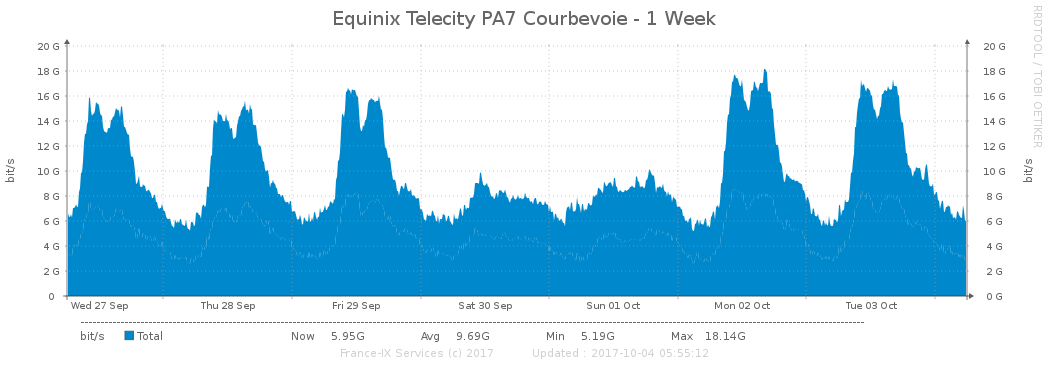 Equinix Telecity PA7 Courbevoie - 1 Week
RRDTOOL / TOBI OETIKER
20 G 20 G
18 G 18 G
16 G 16 G
14 G 14 G
12 G 12 G
10 G 10 G
8 G 8 G
6 G 6 G
4 G 4 G
2 G 2 G
0 0 G
bit/s bit/s
Wed 27 Sep Thu 28 Sep Fri 29 Sep Sat 30 Sep Sun 01 Oct Mon 02 Oct Tue 03 Oct
bit/s Total Now 5.95G Avg 9.69G Min 5.19G Max 18.14G
France-IX Services (c) 2017 Updated : 2017-10-04 05:55:12